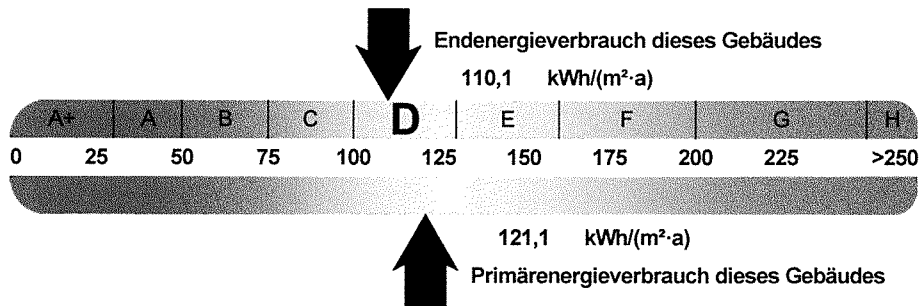 Endenergieverbrauch dieses Gebäudes
110,1 kWh/(m²·a)
A+ A B C D E F G H
0 25 50 75 100 125 150 175 200 225 >250
121,1 kWh/(m²·a)
Primärenergieverbrauch dieses Gebäudes